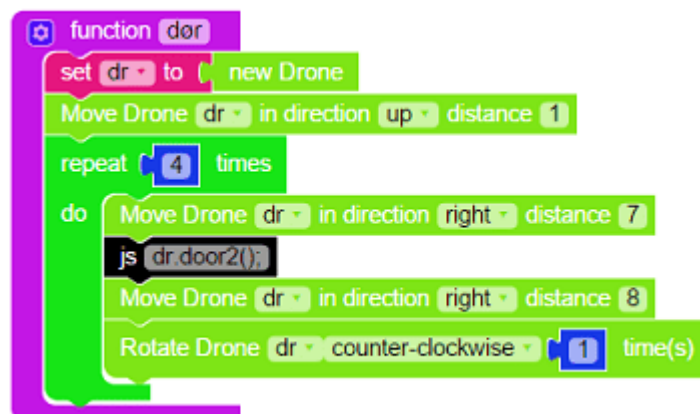 function dør
set dr to new Drone
Move Drone dr in direction up distance 1
repeat 4 times
do Move Drone dr in direction right distance 7
js dr.door2();
Move Drone dr in direction right distance 8
Rotate Drone dr counter-clockwise 1 time(s)